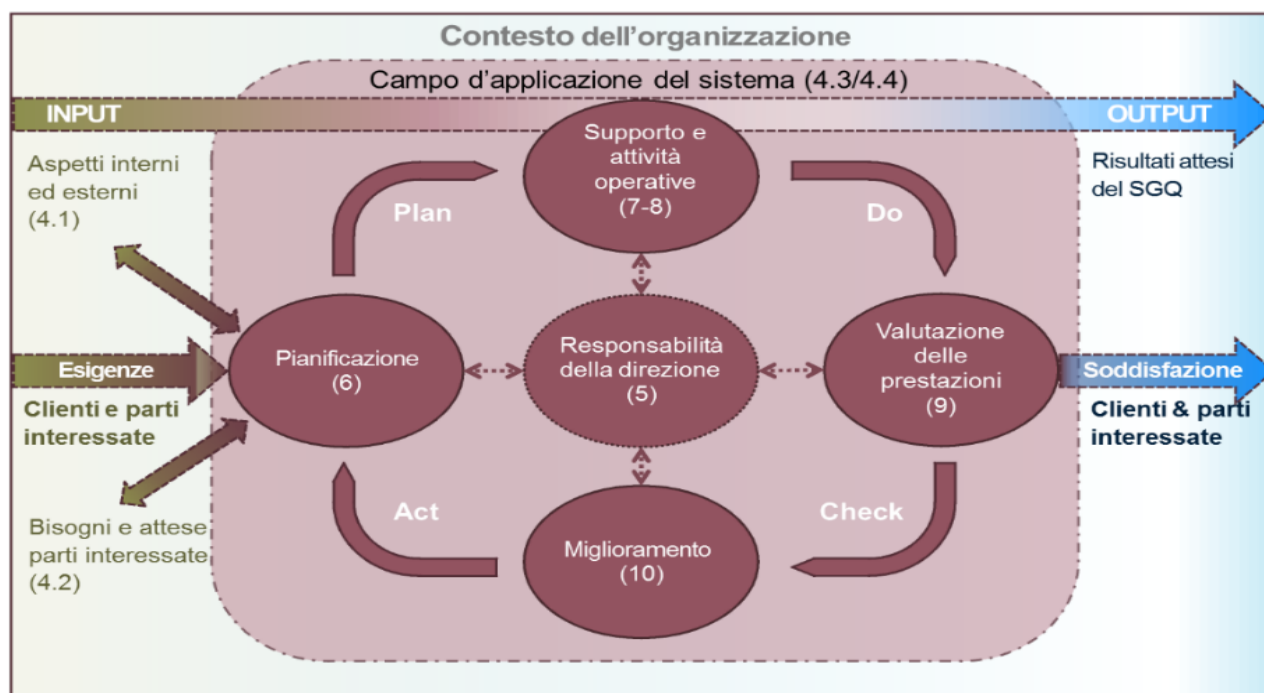 Contesto dell'organizzazione
Campo d'applicazione del sistema (4.3/4.4)
INPUT
OUTPUT
Aspetti interni
ed esterni
(4.1)
Supporto e
attività
operative
(7-8)
Risultati attesi
del SGQ
Plan
Do
Esigenze
Clienti e parti
interessate
Pianificazione
(6)
Responsabilità
della direzione
(5)
Valutazione
delle
prestazioni
(9)
Soddisfazione
Clienti & parti
interessate
Bisogni e attese
parti interessate
(4.2)
Act
Check
Miglioramento
(10)